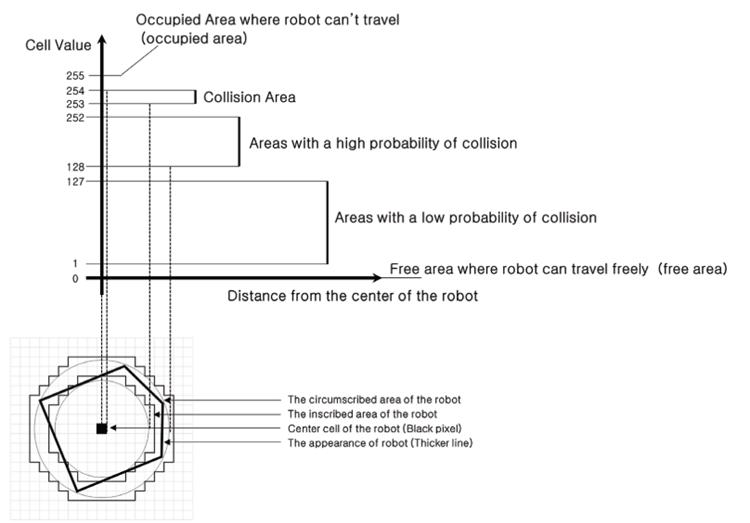 Occupied Area where robot can't travel
(occupied area)
Cell Value
255
254
253
Collision Area
252
Areas with a high probability of collision
128
127
Areas with a low probability of collision
1
0
Free area where robot can travel freely (free area)
Distance from the center of the robot
The circumscribed area of the robot
The inscribed area of the robot
Center cell of the robot (Black pixel)
The appearance of robot (Thicker line)